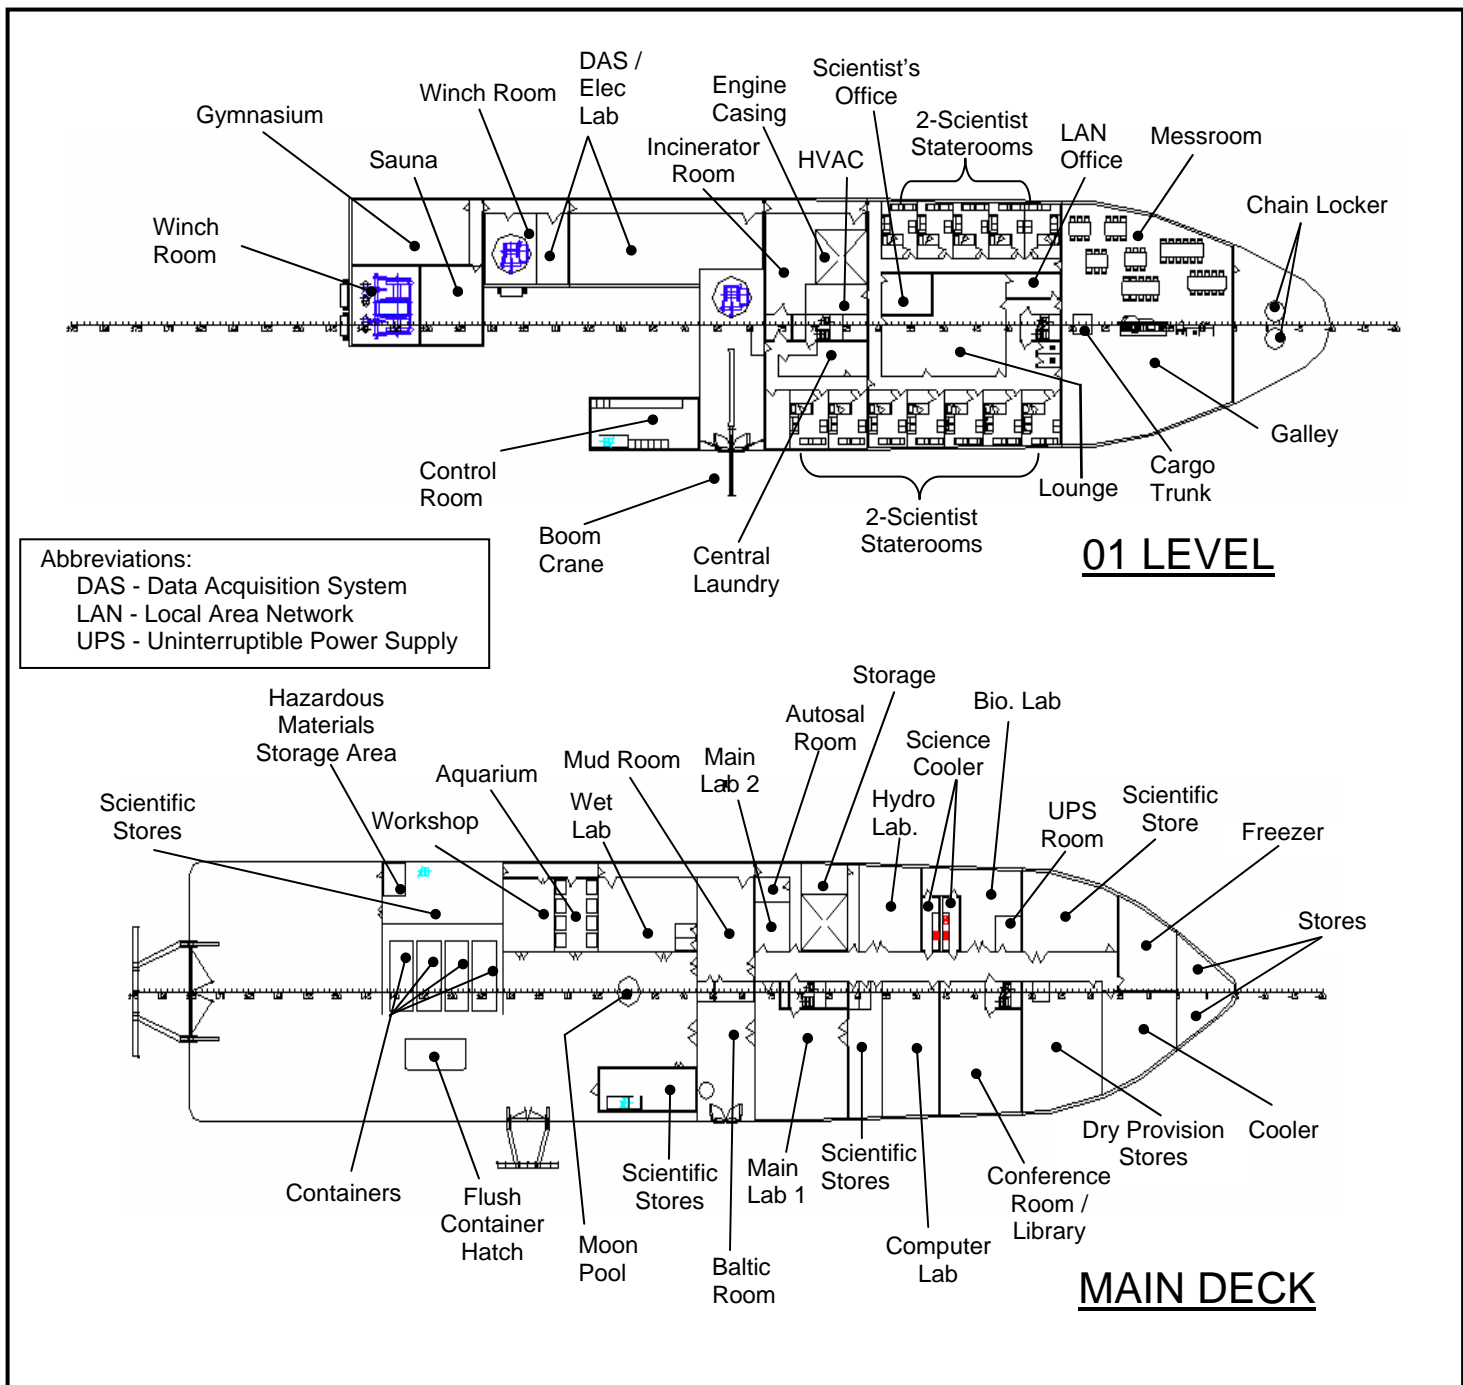 DAS /
Elec
Lab
Winch Room
Gymnasium
Sauna
Winch
Room
Engine
Casing
Incinerator
Room
Scientist's
Office
HVAC
2-Scientist
Staterooms
LAN
Office
Messroom
Chain Locker
Control
Room
Boom
Crane
Central
Laundry
2-Scientist
Staterooms
Lounge
Cargo
Trunk
Galley
01 LEVEL
Abbreviations:
DAS - Data Acquisition System
LAN - Local Area Network
UPS - Uninterruptible Power Supply
Hazardous
Materials
Storage Area
Scientific
Stores
Workshop
Aquarium
Wet
Lab
Mud Room
Main
Lab 2
Autosal
Room
Storage
Hydro
Lab.
Science
Cooler
Bio. Lab
UPS
Room
Scientific
Store
Freezer
Stores
Containers
Flush
Container
Hatch
Moon
Pool
Scientific
Stores
Baltic
Room
Main
Lab 1
Scientific
Stores
Computer
Lab
Conference
Room /
Library
Dry Provision
Stores
Cooler
MAIN DECK